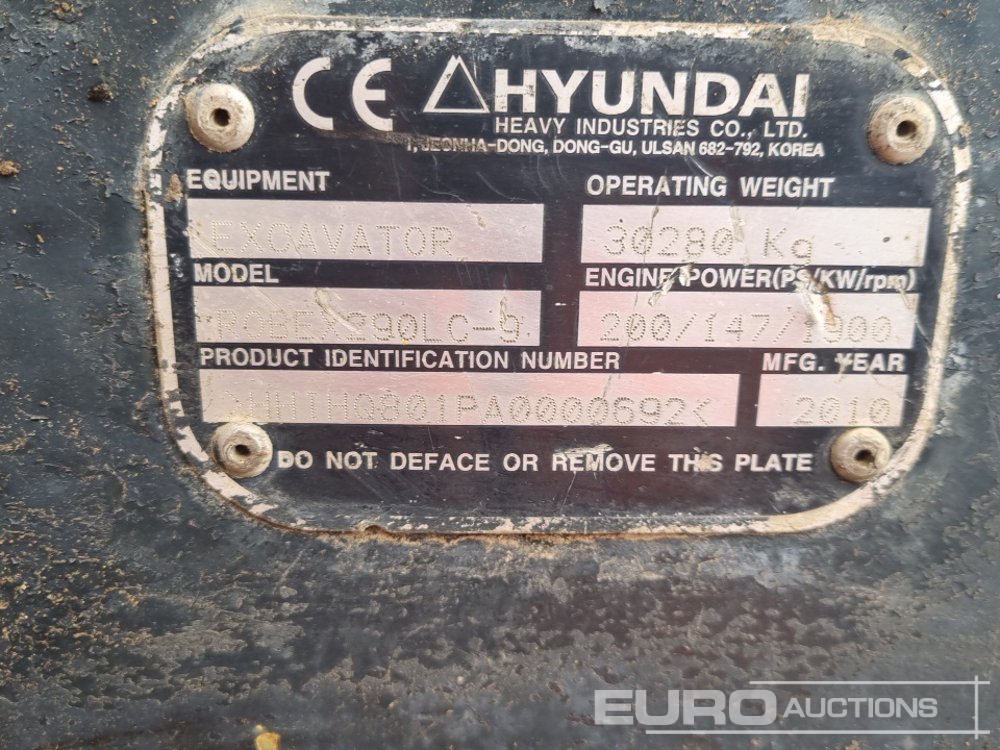 CE HYUNDAI
HEAVY INDUSTRIES CO., LTD.
1, JEONHA-DONG, DONG-GU, ULSAN 682-792, KOREA
EQUIPMENT OPERATING WEIGHT
EXCAVATOR 30280 Kg
MODEL ENGINE POWER(PS/KW/rpm)
ROBEX290LC-9 200/147/1900
PRODUCT IDENTIFICATION NUMBER MFG. YEAR
*HHIHQ801PA0000692* 2010
DO NOT DEFACE OR REMOVE THIS PLATE
EURO AUCTIONS